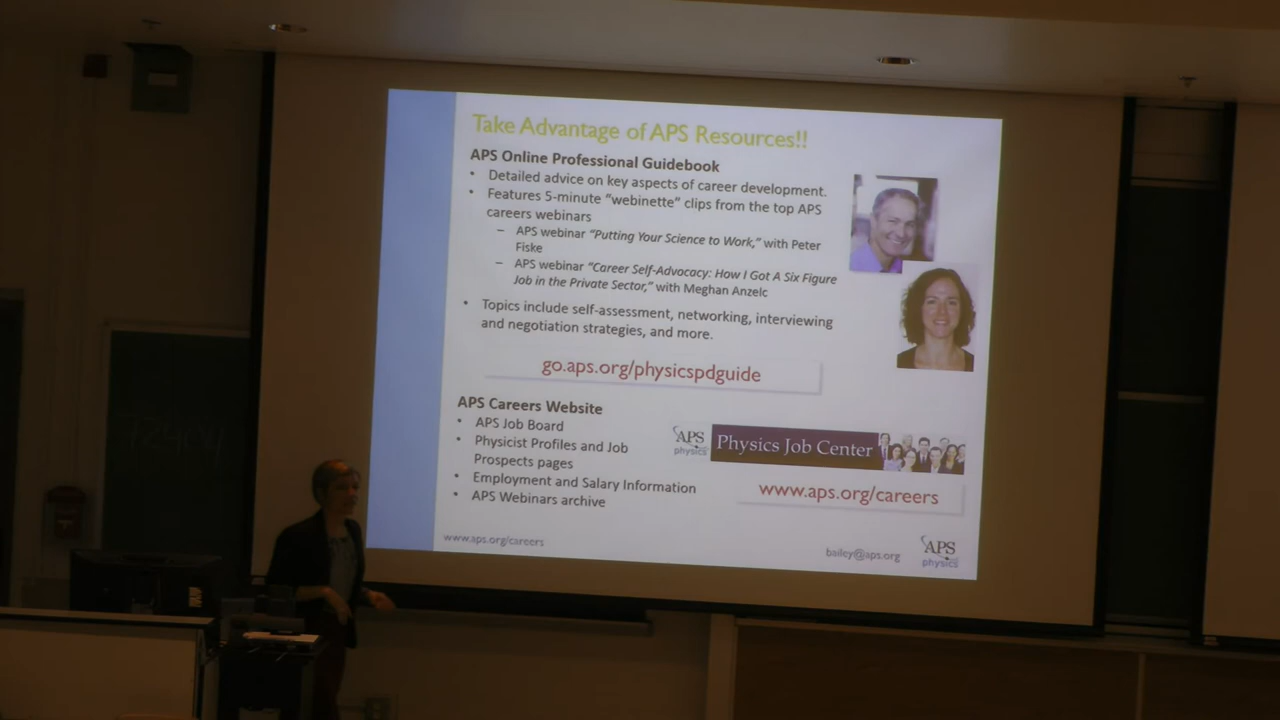 Take Advantage of APS Resources!!
APS Online Professional Guidebook
• Detailed advice on key aspects of career development.
• Features 5-minute “webinette” clips from the top APS
careers webinars
– APS webinar “Putting Your Science to Work,” with Peter
Fiske
– APS webinar “Career Self-Advocacy: How I Got A Six Figure
Job in the Private Sector,” with Meghan Anzelc
• Topics include self-assessment, networking, interviewing
and negotiation strategies, and more.
go.aps.org/physicspdguide
APS Careers Website
• APS Job Board
• Physicist Profiles and Job
Prospects pages
• Employment and Salary Information
• APS Webinars archive
APS
physics
Physics Job Center
www.aps.org/careers
www.aps.org/careers
bailey@aps.org
APS
physics